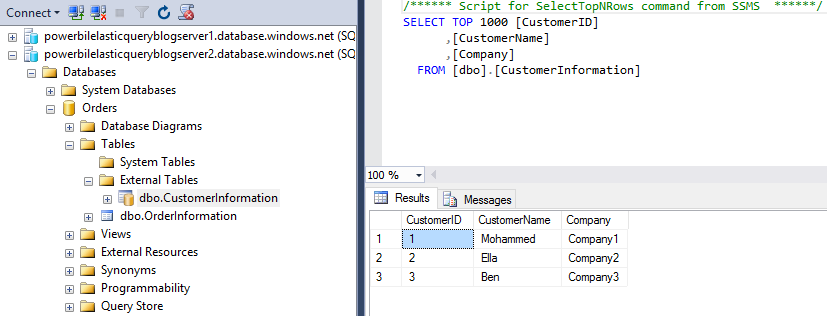 Connect
powerbilelasticqueryblogserver1.database.windows.net (SQ
powerbilelasticqueryblogserver2.database.windows.net (SQ
Databases
System Databases
Orders
Database Diagrams
Tables
System Tables
External Tables
dbo.CustomerInformation
dbo.OrderInformation
Views
External Resources
Synonyms
Programmability
Query Store
/****** Script for SelectTopNRows command from SSMS  ******/
SELECT TOP 1000 [CustomerID]
,[CustomerName]
,[Company]
FROM [dbo].[CustomerInformation]
100 %
Results Messages
CustomerID CustomerName Company
1 1 Mohammed Company1
2 2 Ella Company2
3 3 Ben Company3